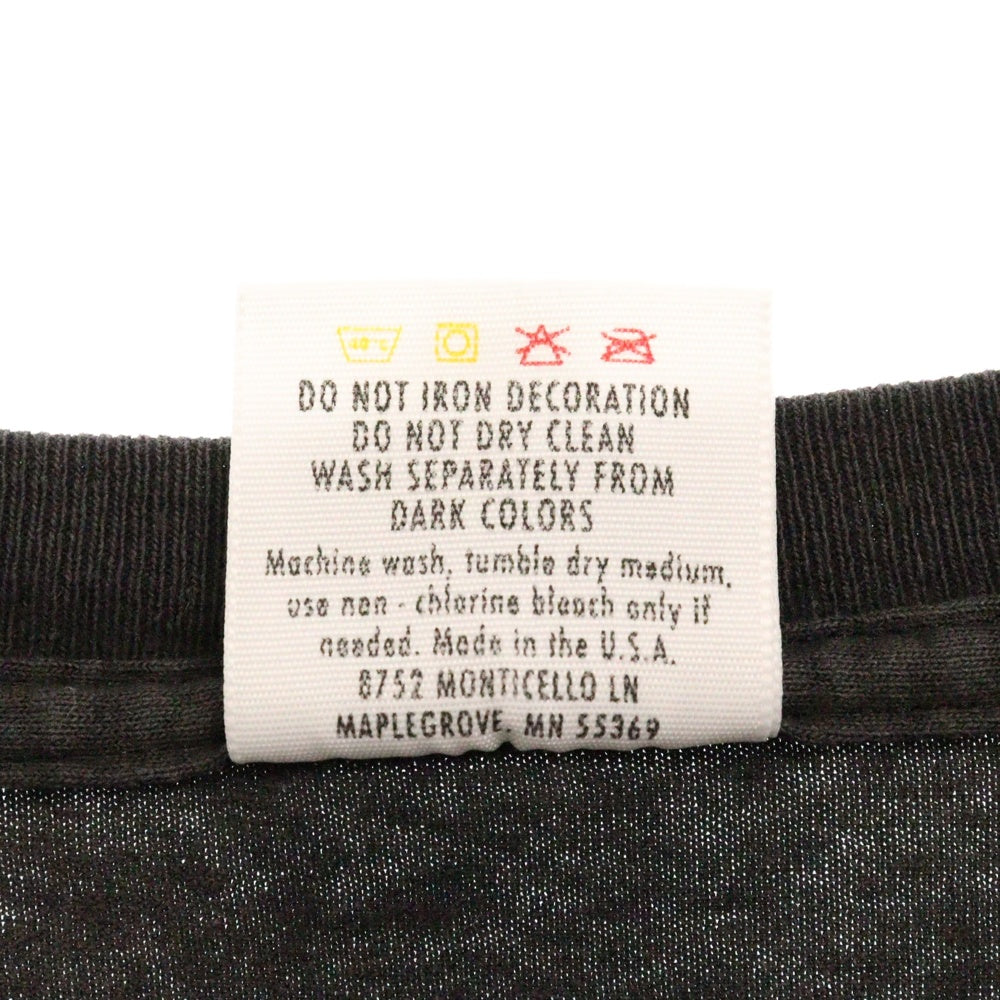 40°C
DO NOT IRON DECORATION
DO NOT DRY CLEAN
WASH SEPARATELY FROM
DARK COLORS
Machine wash, tumble dry medium,
use non - chlorine bleach only if
needed. Made in the U.S.A.
8752 MONTICELLO LN
MAPLEGROVE, MN 55369